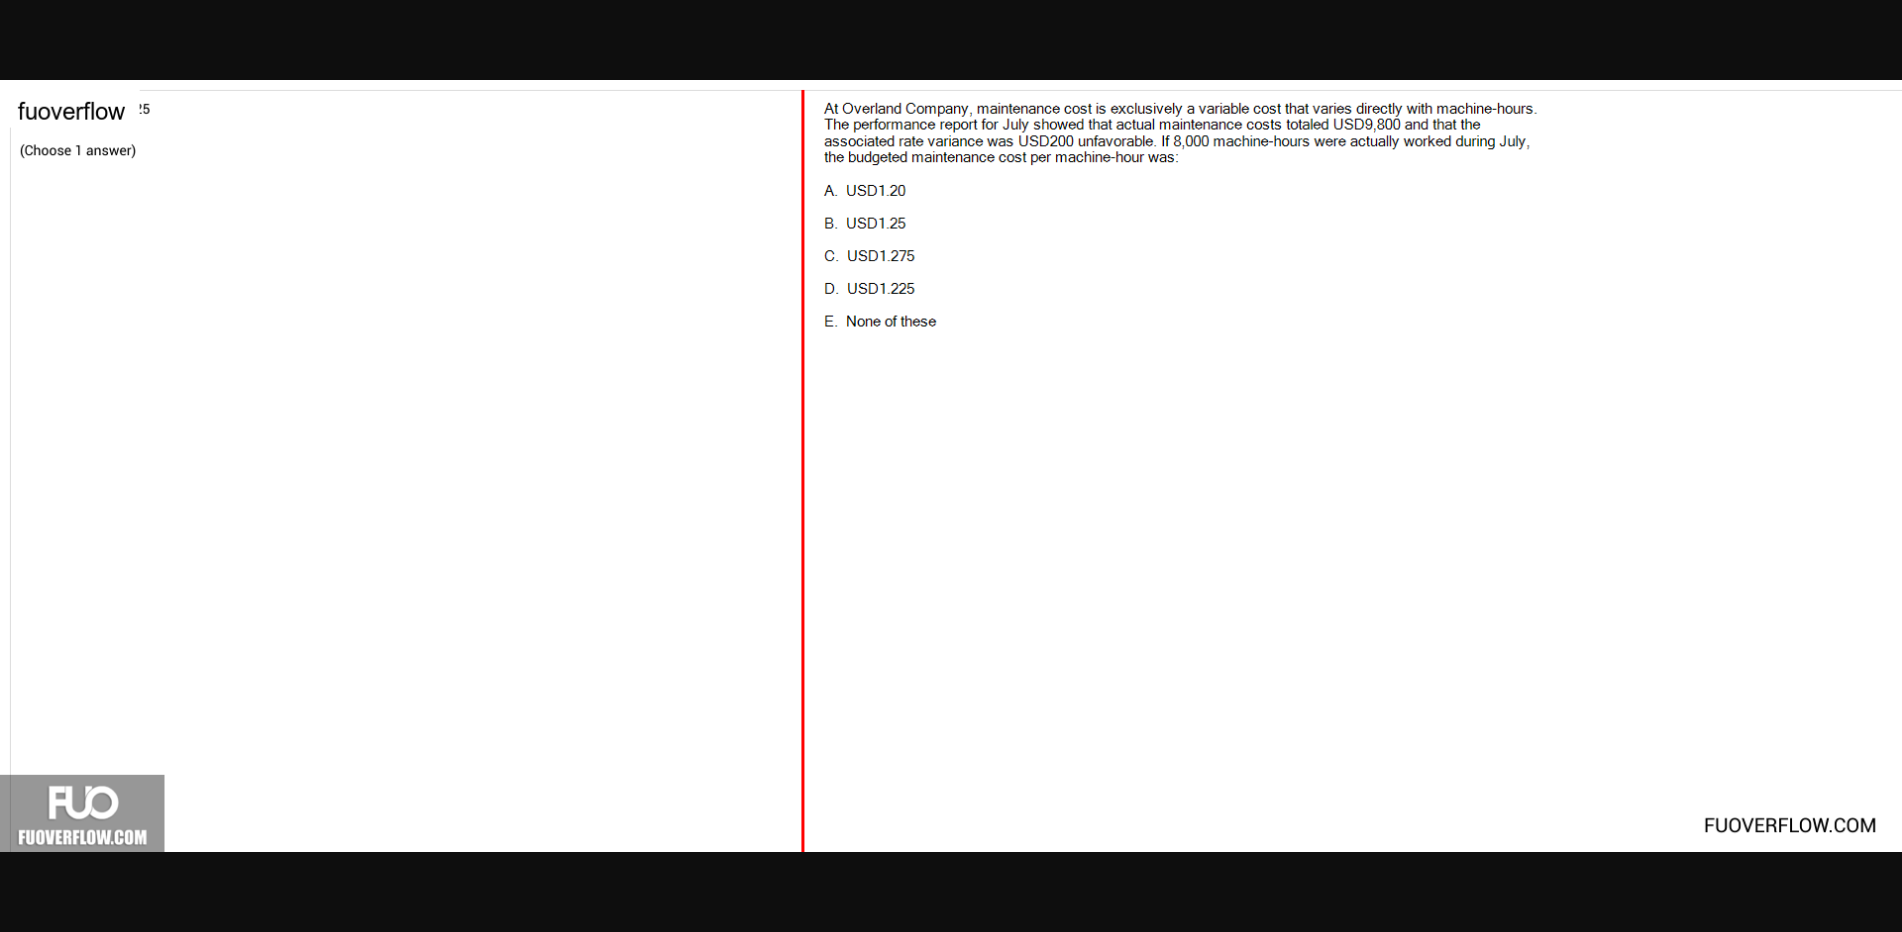 fuoverflow
(Choose 1 answer)
At Overland Company, maintenance cost is exclusively a variable cost that varies directly with machine-hours.
The performance report for July showed that actual maintenance costs totaled USD9,800 and that the
associated rate variance was USD200 unfavorable. If 8,000 machine-hours were actually worked during July,
the budgeted maintenance cost per machine-hour was:
A. USD1.20
B. USD1.25
C. USD1.275
D. USD1.225
E. None of these
FUO
FUOVERFLOW.COM
FUOVERFLOW.COM